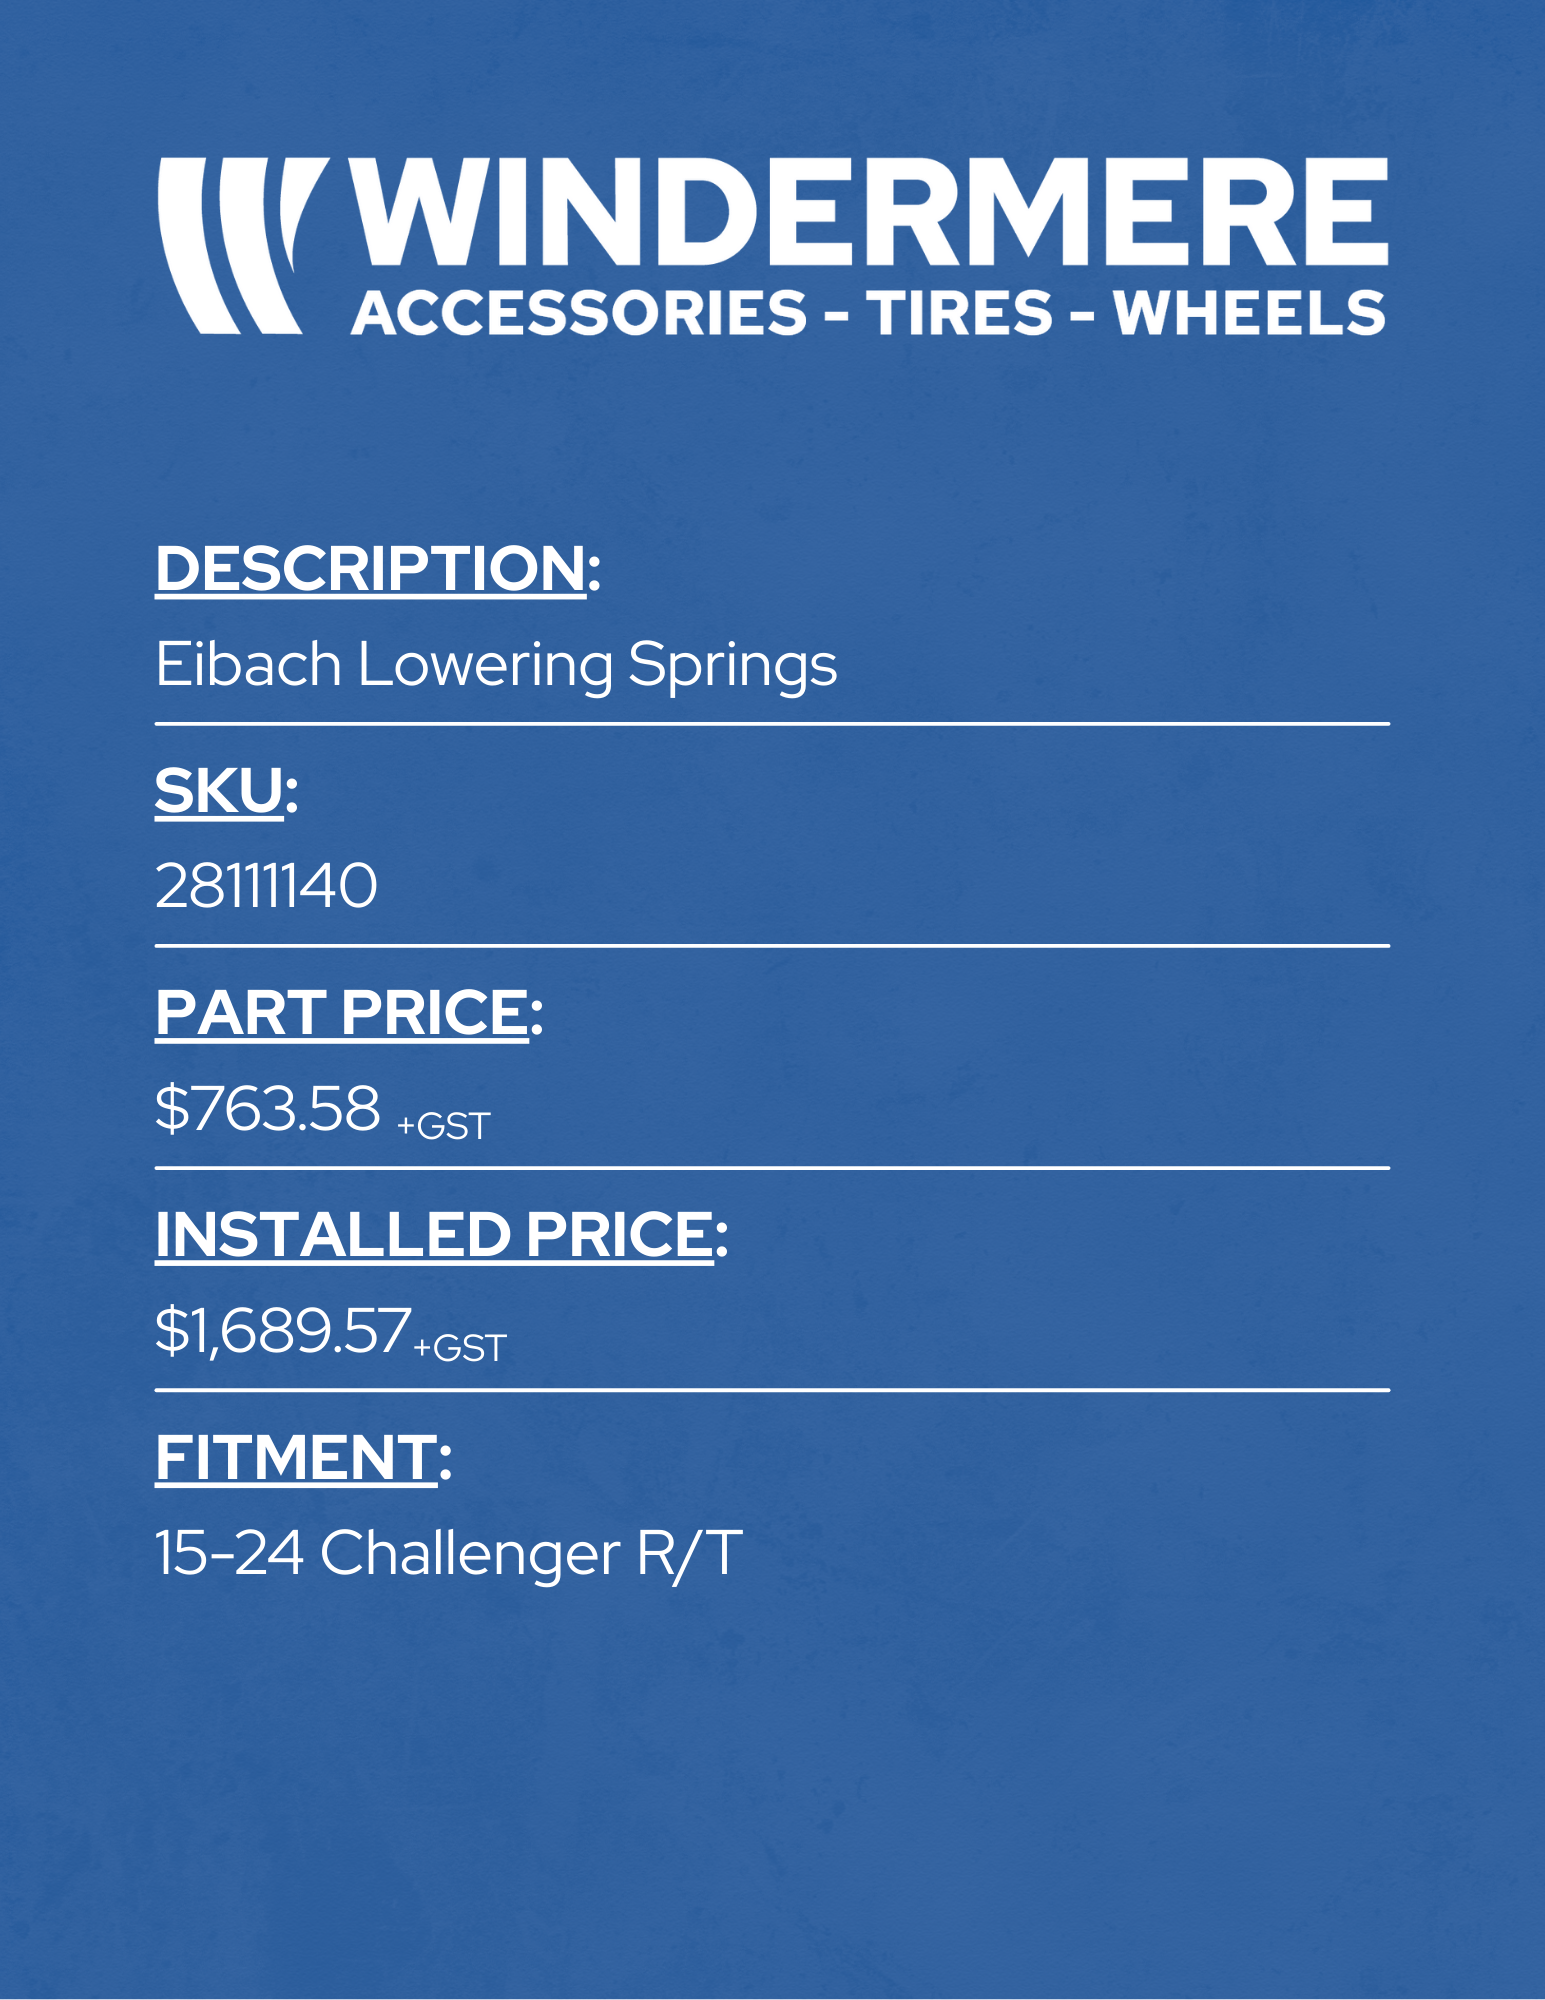 WINDERMERE
ACCESSORIES - TIRES - WHEELS
DESCRIPTION:
Eibach Lowering Springs
SKU:
28111140
PART PRICE:
$763.58 +GST
INSTALLED PRICE:
$1,689.57+GST
FITMENT:
15-24 Challenger R/T